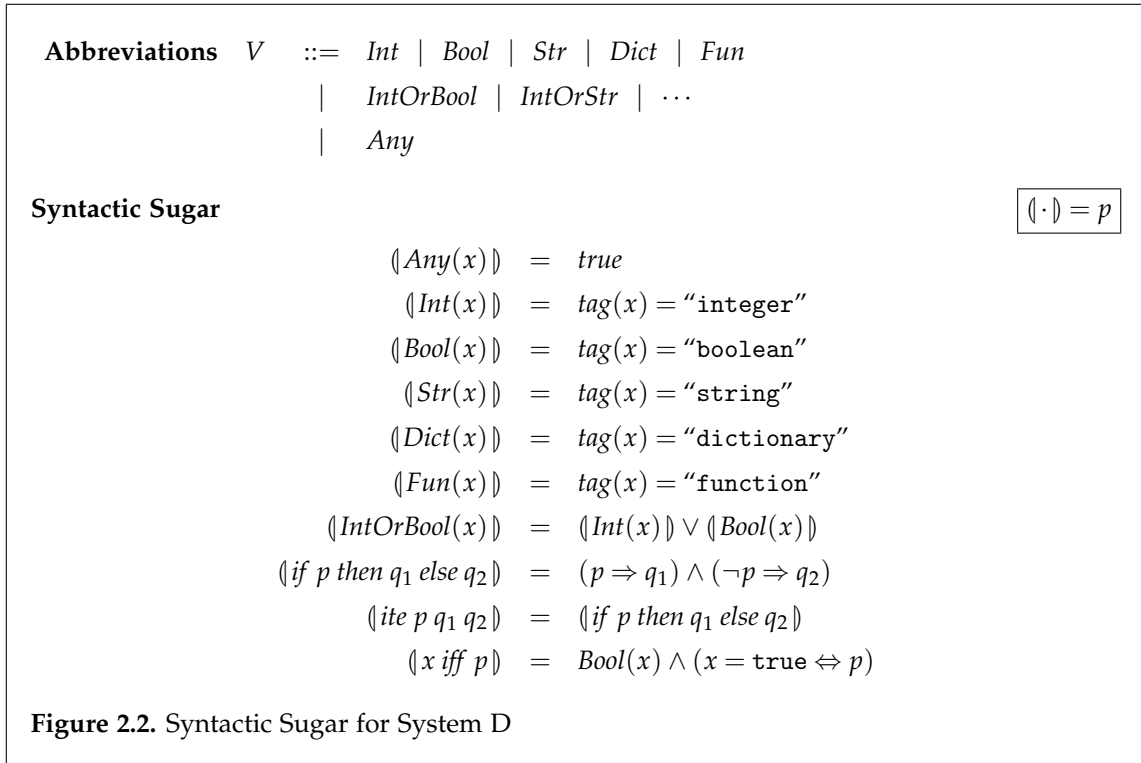 Abbreviations V ::= Int | Bool | Str | Dict | Fun
| IntOrBool | IntOrStr | ⋯
| Any
Syntactic Sugar ⦇·⦈ = p
⦇Any(x)⦈ = true
⦇Int(x)⦈ = tag(x) = "integer"
⦇Bool(x)⦈ = tag(x) = "boolean"
⦇Str(x)⦈ = tag(x) = "string"
⦇Dict(x)⦈ = tag(x) = "dictionary"
⦇Fun(x)⦈ = tag(x) = "function"
⦇IntOrBool(x)⦈ = ⦇Int(x)⦈ ∨ ⦇Bool(x)⦈
⦇if p then q₁ else q₂⦈ = (p ⇒ q₁) ∧ (¬p ⇒ q₂)
⦇ite p q₁ q₂⦈ = ⦇if p then q₁ else q₂⦈
⦇x iff p⦈ = Bool(x) ∧ (x = true ⇔ p)
Figure 2.2. Syntactic Sugar for System D